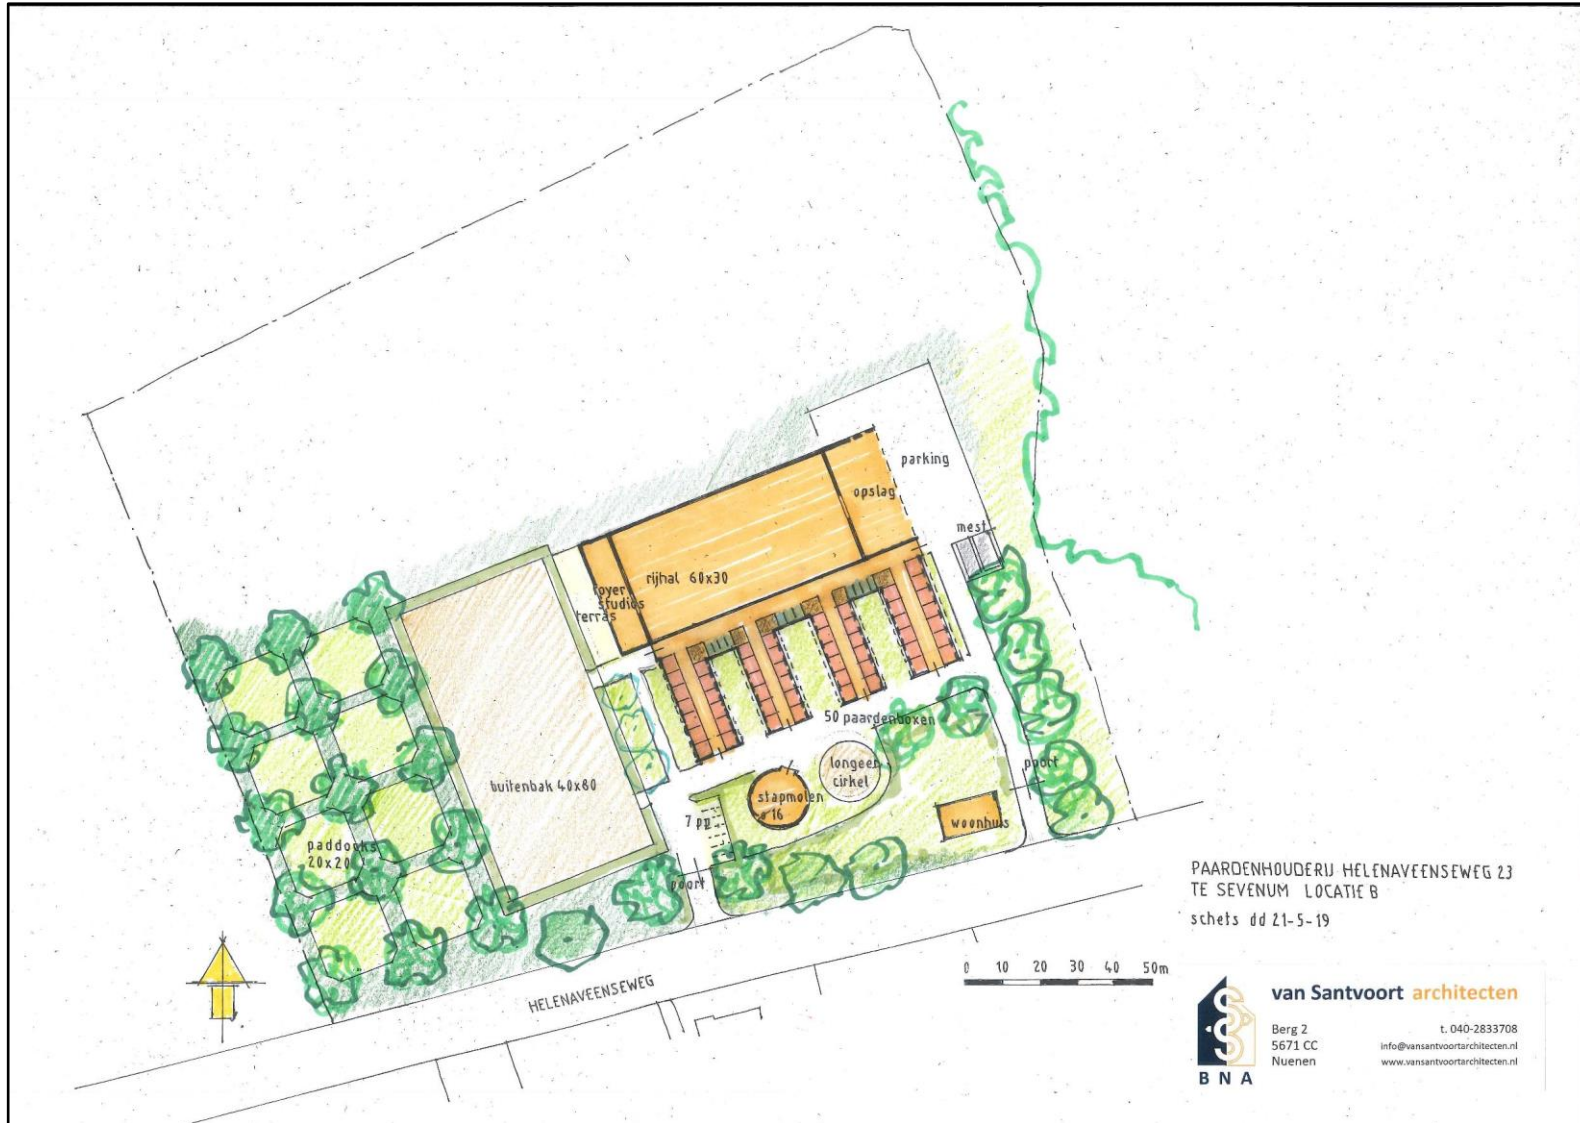 parking
opslag
mest
rijhal 60x30
foyer
studios
terras
50 paardenboxen
longeer
cirkel
poort
buitenbak 40x80
stapmolen
ø 16
7 pp
woonhuis
paddocks
20x20
poort
HELENAVEENSEWEG
0 10 20 30 40 50m
PAARDENHOUDERIJ HELENAVEENSEWEG 23
TE SEVENUM LOCATIE B
schets dd 21-5-19
van Santvoort architecten
Berg 2
5671 CC
Nuenen
t. 040-2833708
info@vansantvoortarchitecten.nl
www.vansantvoortarchitecten.nl
BNA